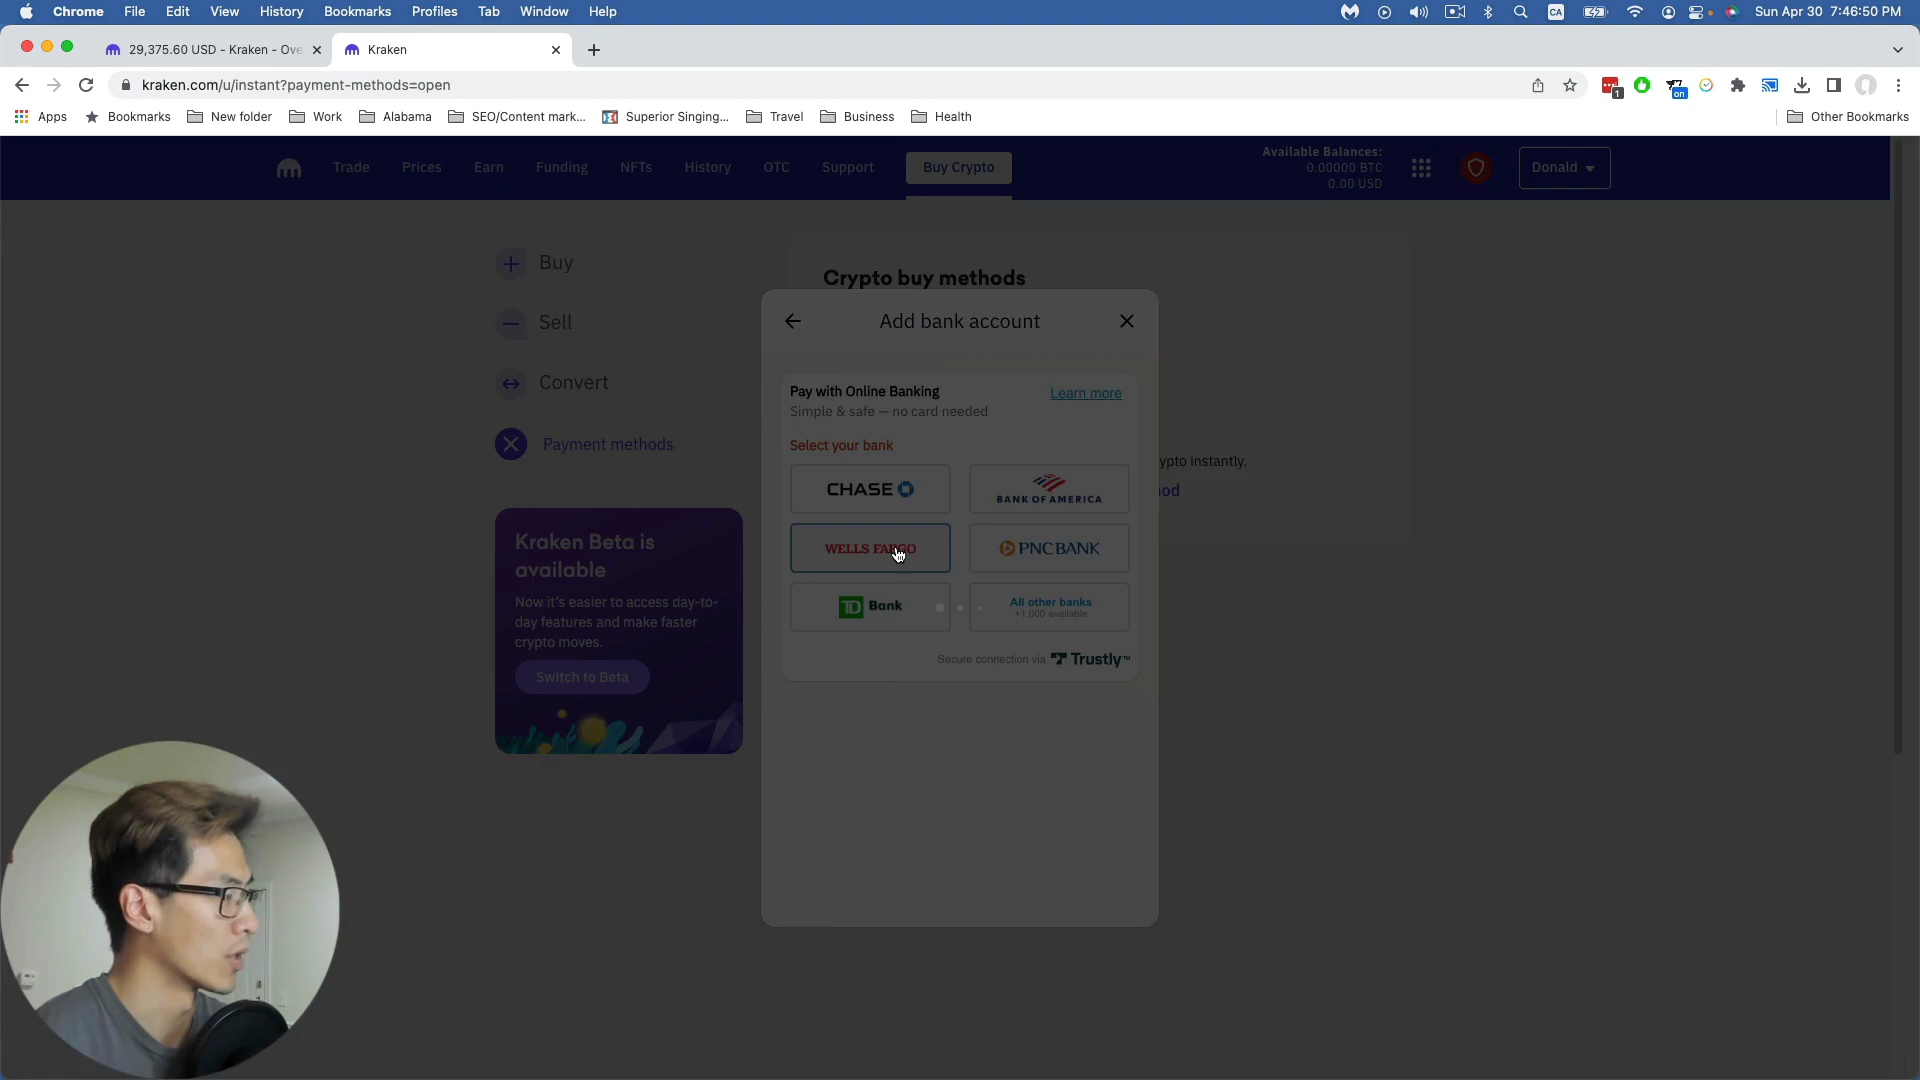 Chrome File Edit View History Bookmarks Profiles Tab Window Help
CA
Sun Apr 30 7:46:50 PM
29,375.60 USD - Kraken - Ove
Kraken
kraken.com/u/instant?payment-methods=open
1
on
Apps Bookmarks New folder Work Alabama SEO/Content mark... Superior Singing... Travel Business Health Other Bookmarks
Trade Prices Earn Funding NFTs History OTC Support Buy Crypto
Available Balances:
0.00000 BTC
0.00 USD
Donald
Buy
Sell
Convert
Payment methods
Kraken Beta is
available
Now it's easier to access day-to-
day features and make faster
crypto moves.
Switch to Beta
Crypto buy methods
ypto instantly.
od
Add bank account
Pay with Online Banking
Learn more
Simple & safe — no card needed
Select your bank
CHASE
BANK OF AMERICA
WELLS FARGO
PNC BANK
TD Bank
All other banks
+1,000 available
Secure connection via Trustly™